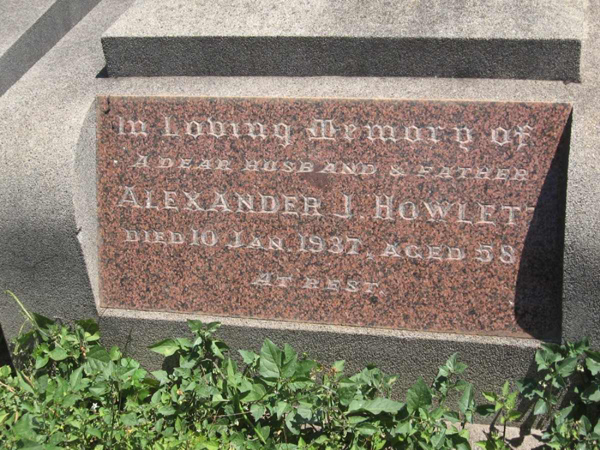 In Loving Memory of
A DEAR HUSBAND & FATHER
ALEXANDER J. HOWLETT
DIED 10 JAN. 1937, AGED 58
AT REST.